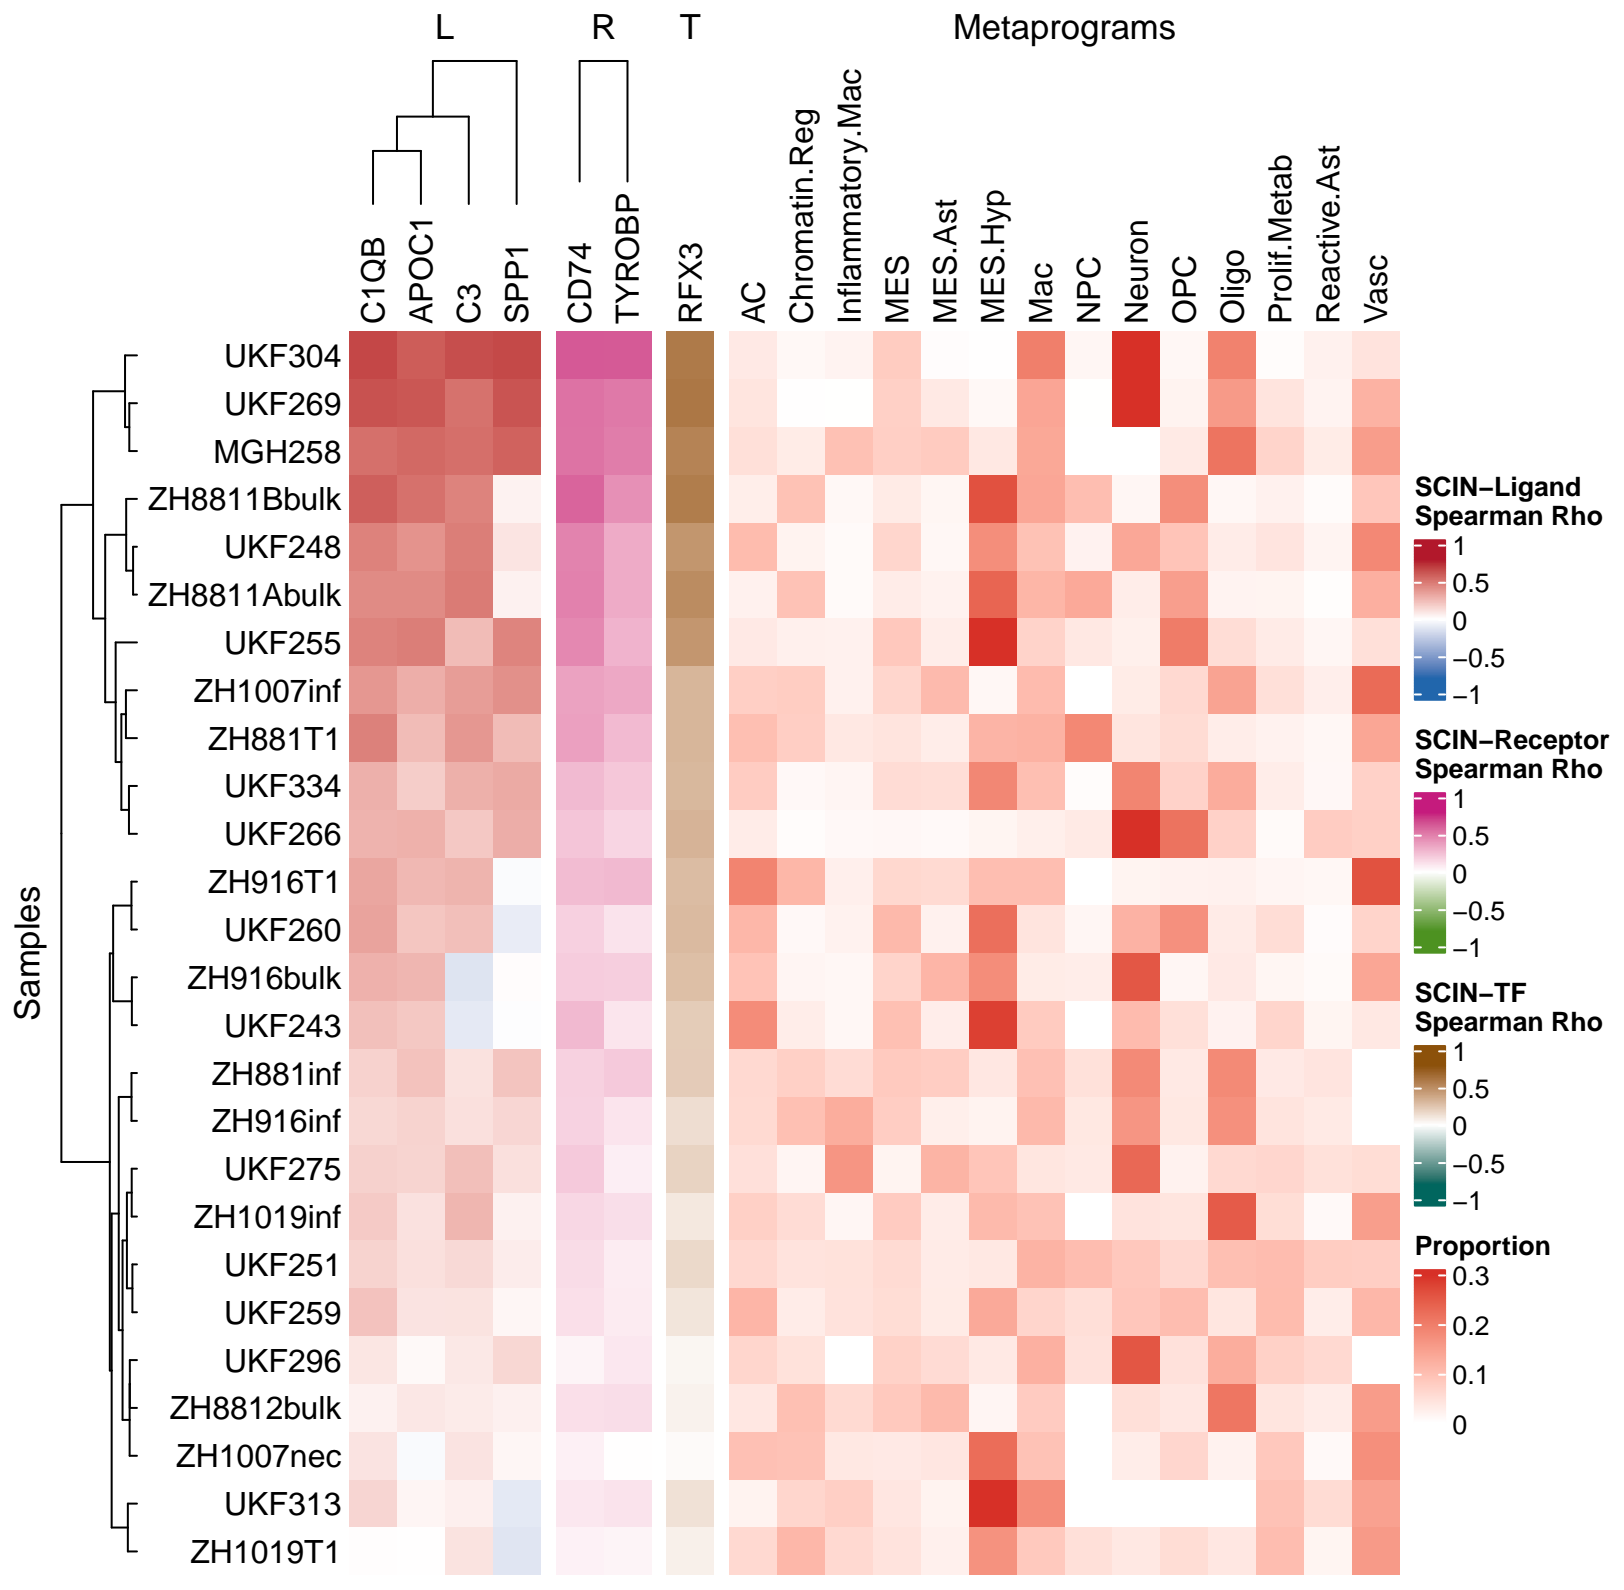 L R T Metaprograms
C1QB
APOC1
C3
SPP1
CD74
TYROBP
RFX3
AC
Chromatin.Reg
Inflammatory.Mac
MES
MES.Ast
MES.Hyp
Mac
NPC
Neuron
OPC
Oligo
Prolif.Metab
Reactive.Ast
Vasc
Samples
UKF304
UKF269
MGH258
ZH8811Bbulk
UKF248
ZH8811Abulk
UKF255
ZH1007inf
ZH881T1
UKF334
UKF266
ZH916T1
UKF260
ZH916bulk
UKF243
ZH881inf
ZH916inf
UKF275
ZH1019inf
UKF251
UKF259
UKF296
ZH8812bulk
ZH1007nec
UKF313
ZH1019T1
SCIN−Ligand
Spearman Rho
1
0.5
0
−0.5
−1
SCIN−Receptor
Spearman Rho
1
0.5
0
−0.5
−1
SCIN−TF
Spearman Rho
1
0.5
0
−0.5
−1
Proportion
0.3
0.2
0.1
0